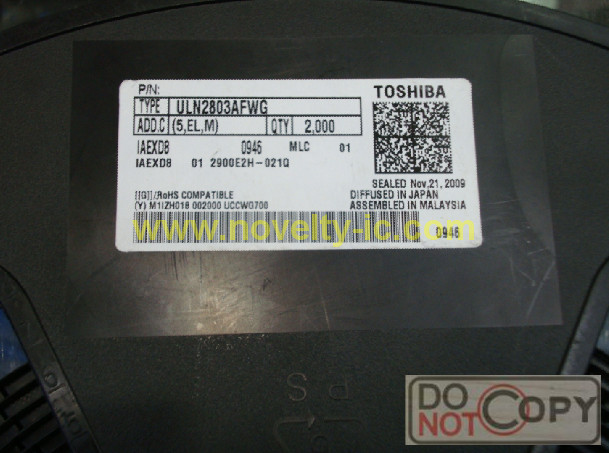 P/N:
TOSHIBA
TYPE ULN2803AFWG
ADD.C (5,EL,M) QTY 2,000
IAEXD8 0946 MLC 01
IAEXD8 01 2900E2H-021Q
SEALED Nov,21, 2009
[[G]]/RoHS COMPATIBLE DIFFUSED IN JAPAN
(Y) M1IZH018 002000 UCCW0700 ASSEMBLED IN MALAYSIA
www.novelty-ic.com
0946
PS
DO NOT COPY